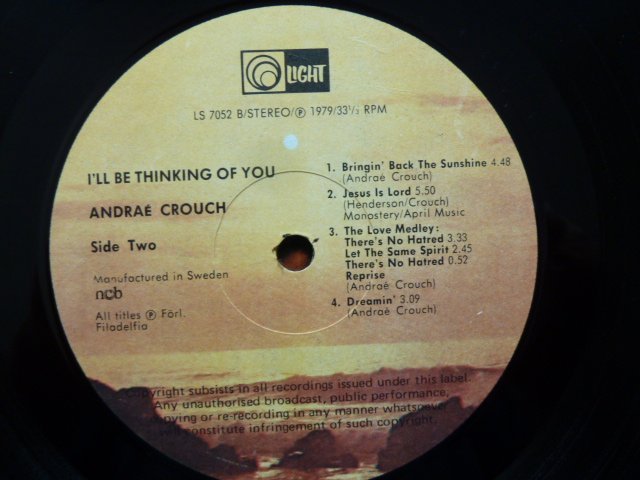 LIGHT
LS 7052 B/STEREO/℗ 1979/33 1/3 RPM
I'LL BE THINKING OF YOU
ANDRAÉ CROUCH
Side Two
Manufactured in Sweden
ncb
All titles ℗ Förl.
Filadelfia
1. Bringin' Back The Sunshine 4.48
(Andraé Crouch)
2. Jesus Is Lord 5.50
(Henderson/Crouch)
Monostery/April Music
3. The Love Medley:
There's No Hatred 3.33
Let The Same Spirit 2.45
There's No Hatred 0.52
Reprise
(Andraé Crouch)
4. Dreamin' 3.09
(Andraé Crouch)
Copyright subsists in all recordings issued under this label.
Any unauthorised broadcast, public performance,
copying or re-recording in any manner whatsoever
will constitute infringement of such copyright.